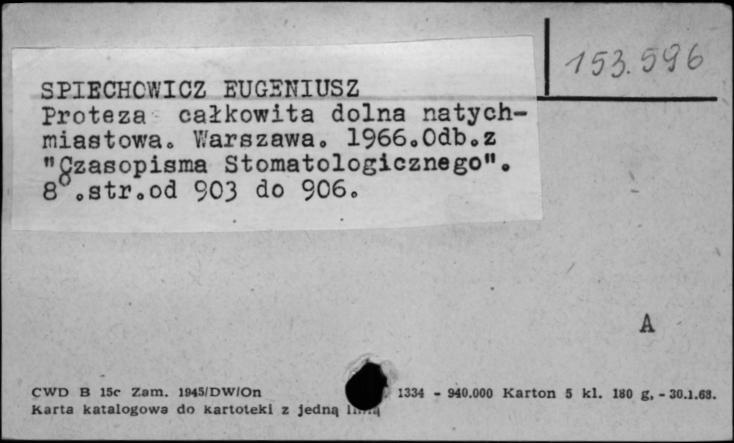 153.596
SPIECHOWICZ EUGENIUSZ
Proteza całkowita dolna natych-
miastowa. Warszawa. 1966.Odb.z
"Czasopisma Stomatologicznego".
8°.str.od 903 do 906.
A
CWD B 15c Zam. 1945/DW/On 1334 - 940.000 Karton 5 kl. 180 g, - 30.1.68.
Karta katalogowa do kartoteki z jedną linią